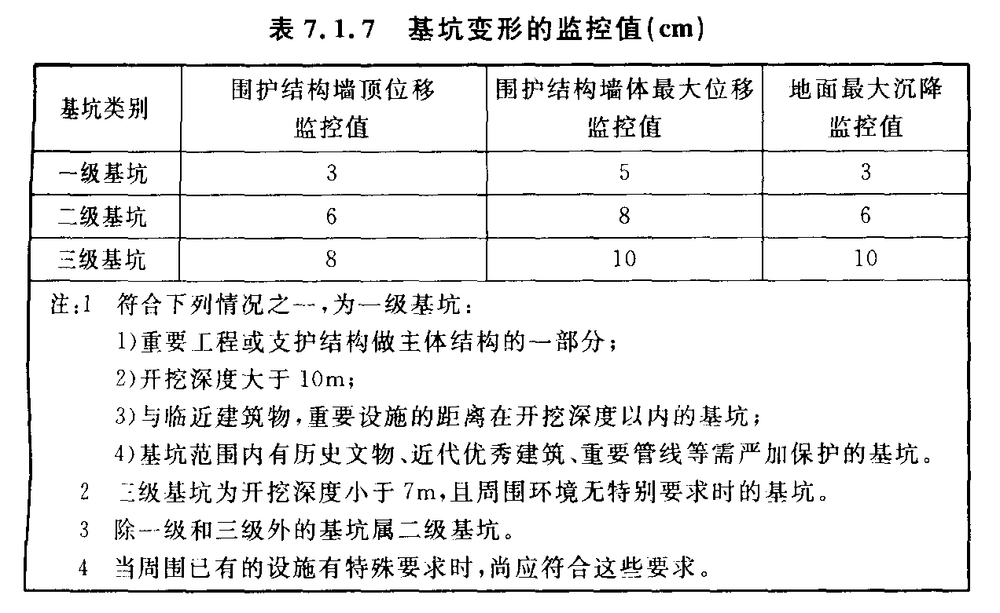 表 7.1.7 基坑变形的监控值(cm)
基坑类别 围护结构墙顶位移监控值 围护结构墙体最大位移监控值 地面最大沉降监控值
一级基坑 3 5 3
二级基坑 6 8 6
三级基坑 8 10 10
注:1 符合下列情况之一,为一级基坑:
1)重要工程或支护结构做主体结构的一部分;
2)开挖深度大于 10m;
3)与临近建筑物,重要设施的距离在开挖深度以内的基坑;
4)基坑范围内有历史文物、近代优秀建筑、重要管线等需严加保护的基坑。
2 三级基坑为开挖深度小于 7m,且周围环境无特别要求时的基坑。
3 除一级和三级外的基坑属二级基坑。
4 当周围已有的设施有特殊要求时,尚应符合这些要求。